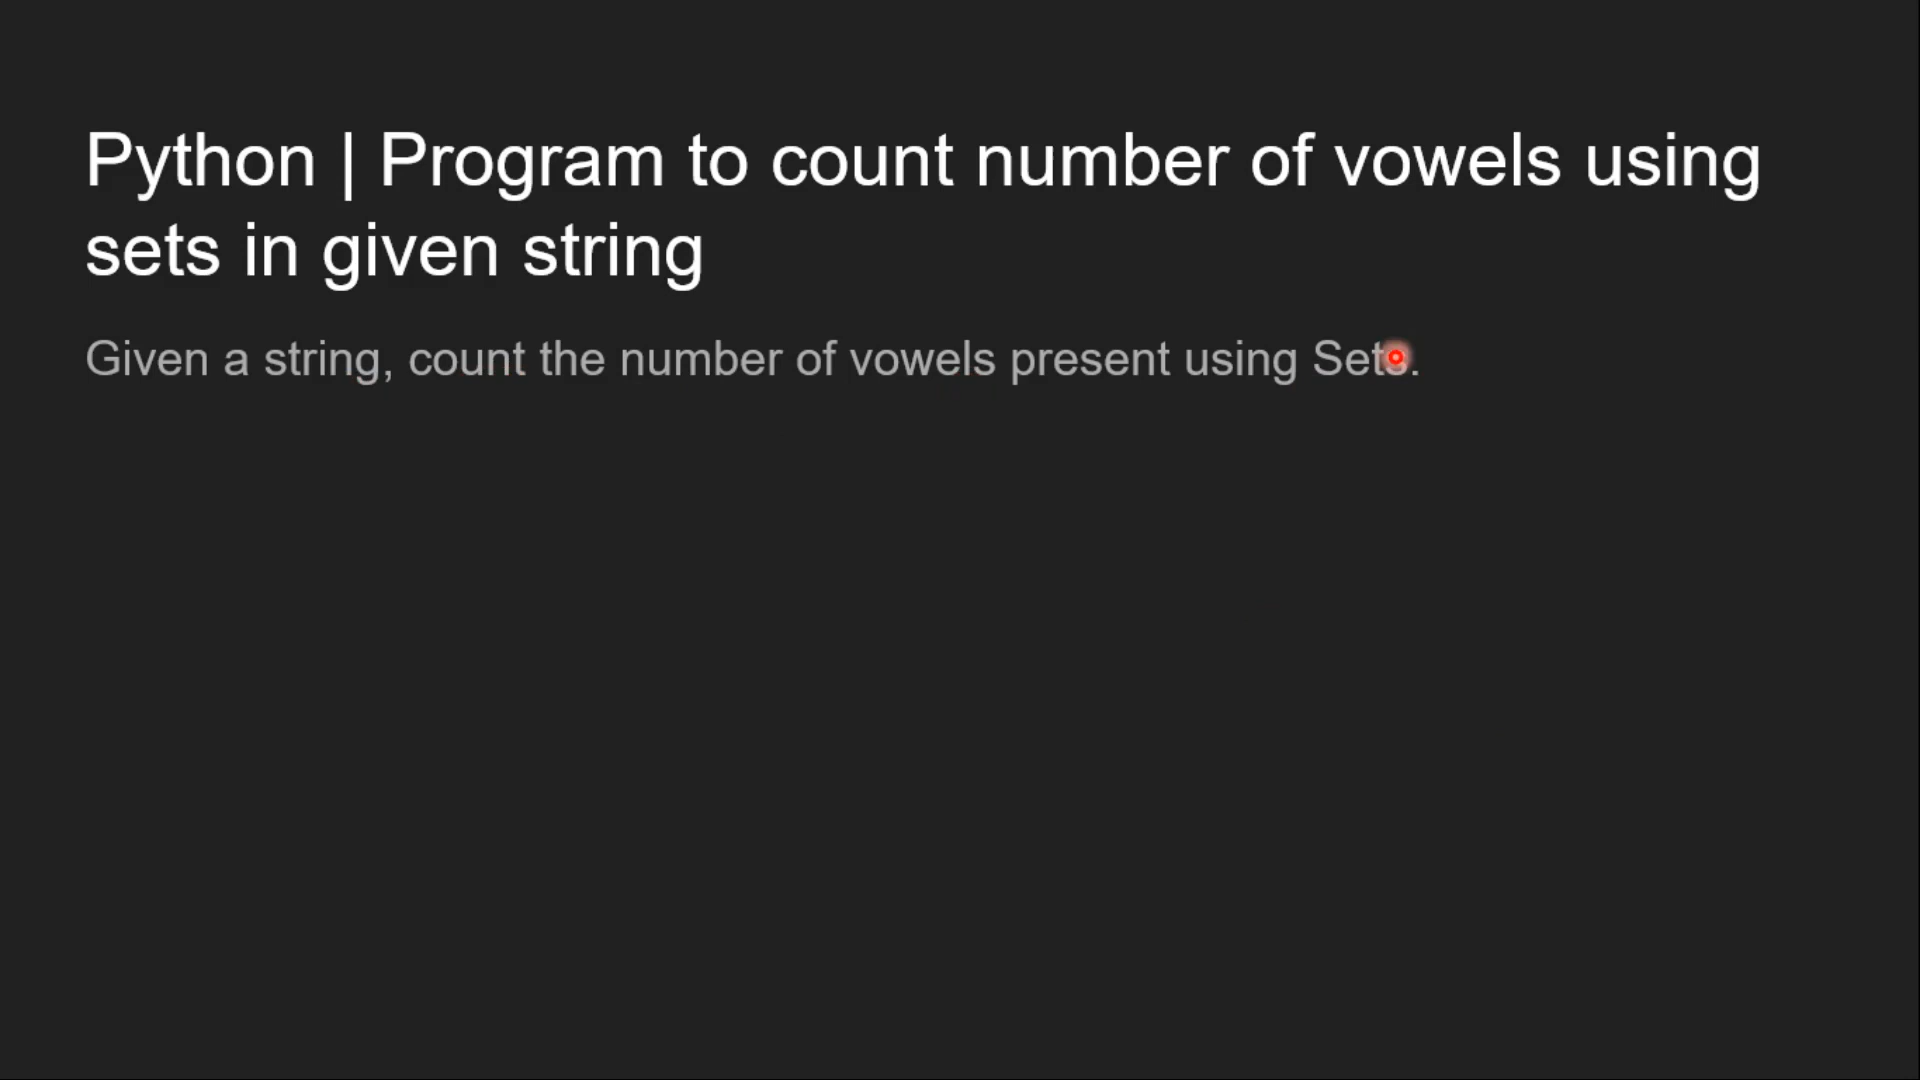 Python | Program to count number of vowels using
sets in given string
Given a string, count the number of vowels present using Sets.